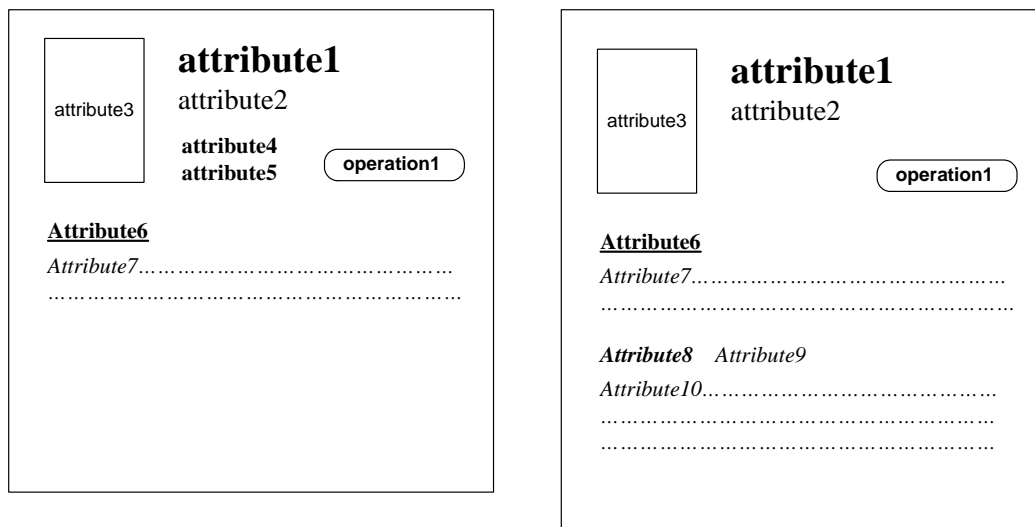 attribute1
attribute2
attribute3
attribute4
attribute5
operation1
Attribute6
Attribute7………………………………………
……………………………………………………
attribute1
attribute2
attribute3
operation1
Attribute6
Attribute7………………………………………
……………………………………………………
Attribute8 Attribute9
Attribute10……………………………………
…………………………………………………
…………………………………………………